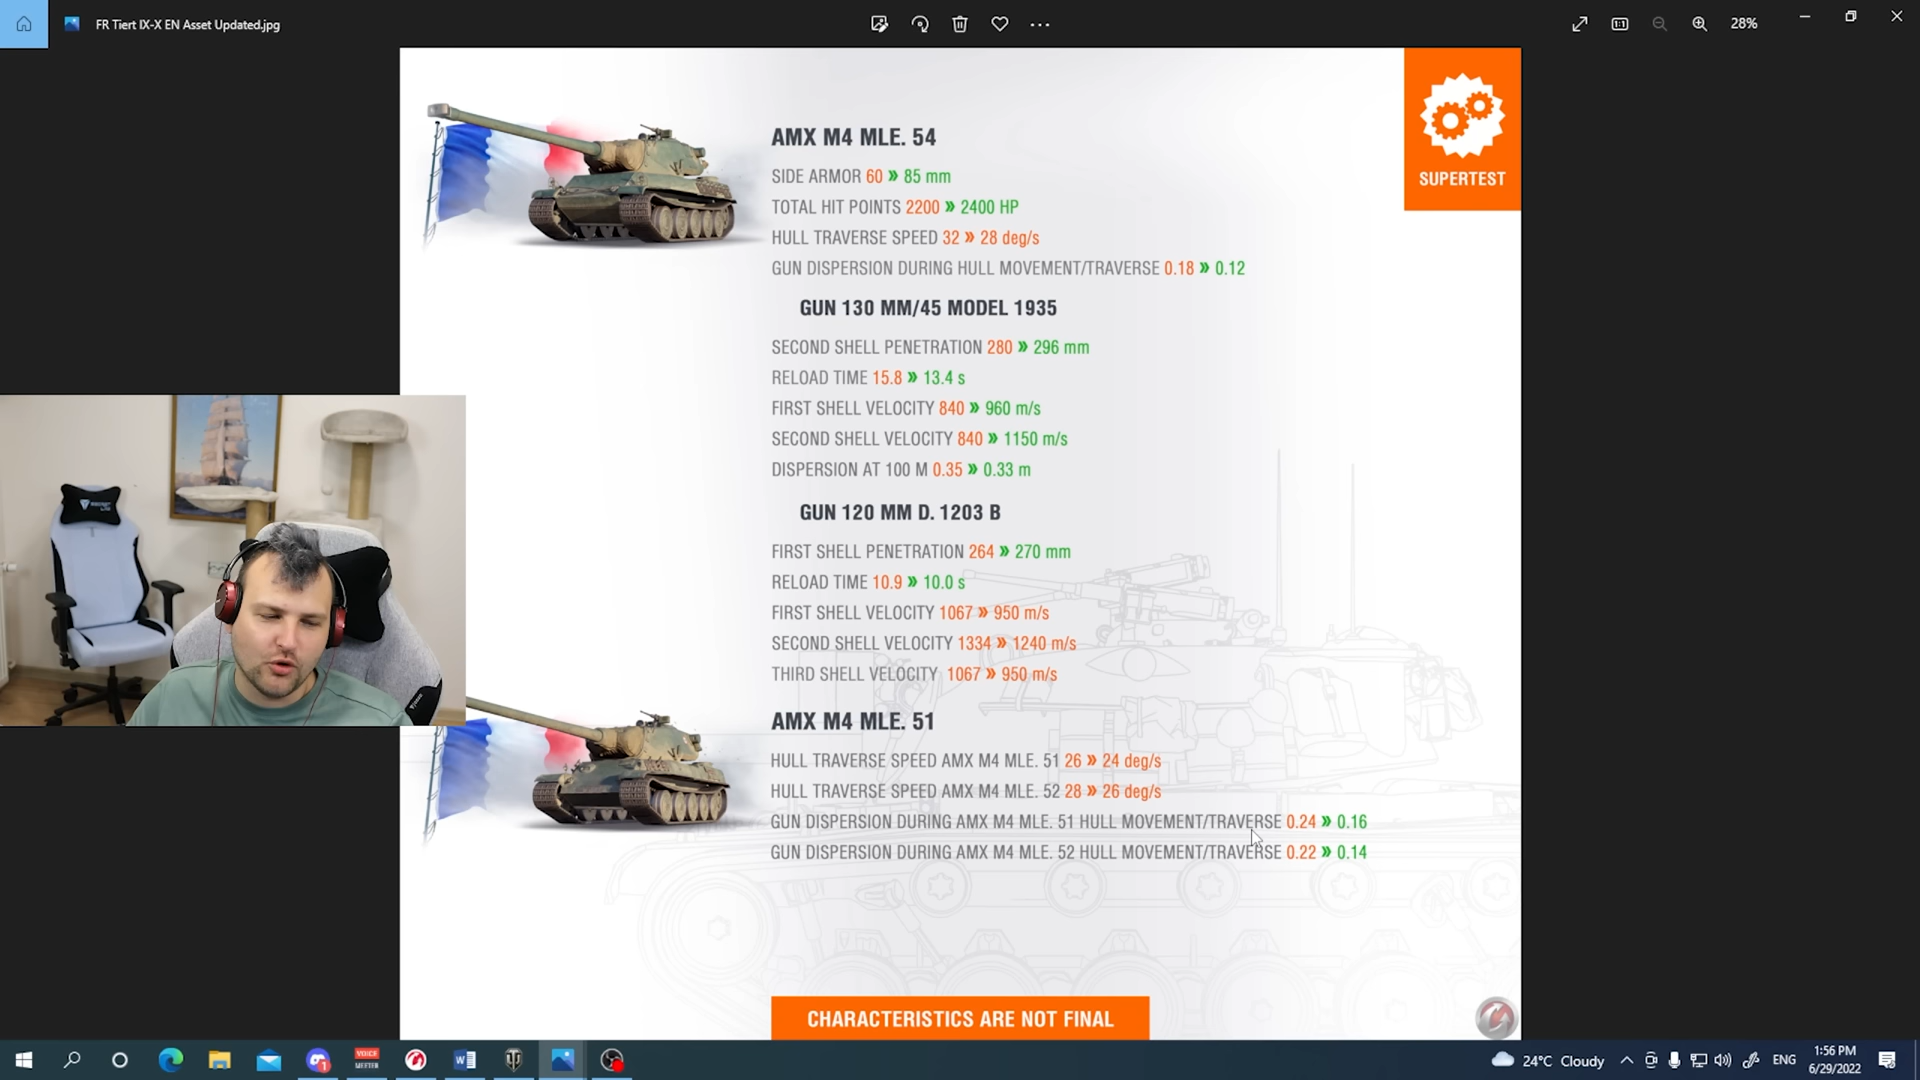 FR Tiert IX-X EN Asset Updated.jpg
28%
SUPERTEST
AMX M4 MLE. 54
SIDE ARMOR 60 » 85 mm
TOTAL HIT POINTS 2200 » 2400 HP
HULL TRAVERSE SPEED 32 » 28 deg/s
GUN DISPERSION DURING HULL MOVEMENT/TRAVERSE 0.18 » 0.12
GUN 130 MM/45 MODEL 1935
SECOND SHELL PENETRATION 280 » 296 mm
RELOAD TIME 15.8 » 13.4 s
FIRST SHELL VELOCITY 840 » 960 m/s
SECOND SHELL VELOCITY 840 » 1150 m/s
DISPERSION AT 100 M 0.35 » 0.33 m
GUN 120 MM D. 1203 B
FIRST SHELL PENETRATION 264 » 270 mm
RELOAD TIME 10.9 » 10.0 s
FIRST SHELL VELOCITY 1067 » 950 m/s
SECOND SHELL VELOCITY 1334 » 1240 m/s
THIRD SHELL VELOCITY 1067 » 950 m/s
AMX M4 MLE. 51
HULL TRAVERSE SPEED AMX M4 MLE. 51 26 » 24 deg/s
HULL TRAVERSE SPEED AMX M4 MLE. 52 28 » 26 deg/s
GUN DISPERSION DURING AMX M4 MLE. 51 HULL MOVEMENT/TRAVERSE 0.24 » 0.16
GUN DISPERSION DURING AMX M4 MLE. 52 HULL MOVEMENT/TRAVERSE 0.22 » 0.14
CHARACTERISTICS ARE NOT FINAL
VOICE MEETER
24°C Cloudy
ENG
1:56 PM
6/29/2022